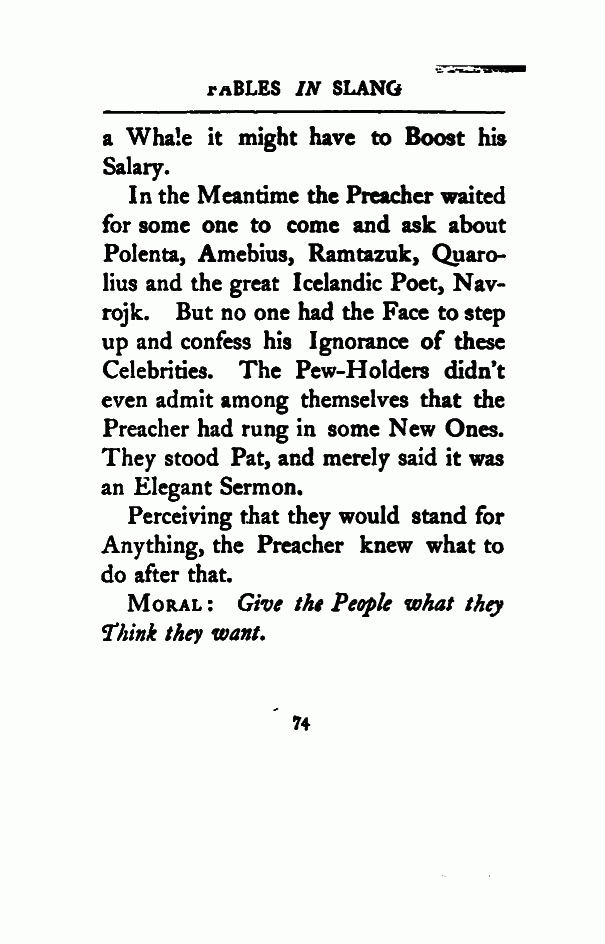 FABLES IN SLANG
a Whale it might have to Boost his
Salary.
In the Meantime the Preacher waited
for some one to come and ask about
Polenta, Amebius, Ramtazuk, Quaro-
lius and the great Icelandic Poet, Nav-
rojk. But no one had the Face to step
up and confess his Ignorance of these
Celebrities. The Pew-Holders didn't
even admit among themselves that the
Preacher had rung in some New Ones.
They stood Pat, and merely said it was
an Elegant Sermon.
Perceiving that they would stand for
Anything, the Preacher knew what to
do after that.
MORAL: Give the People what they
Think they want.
74